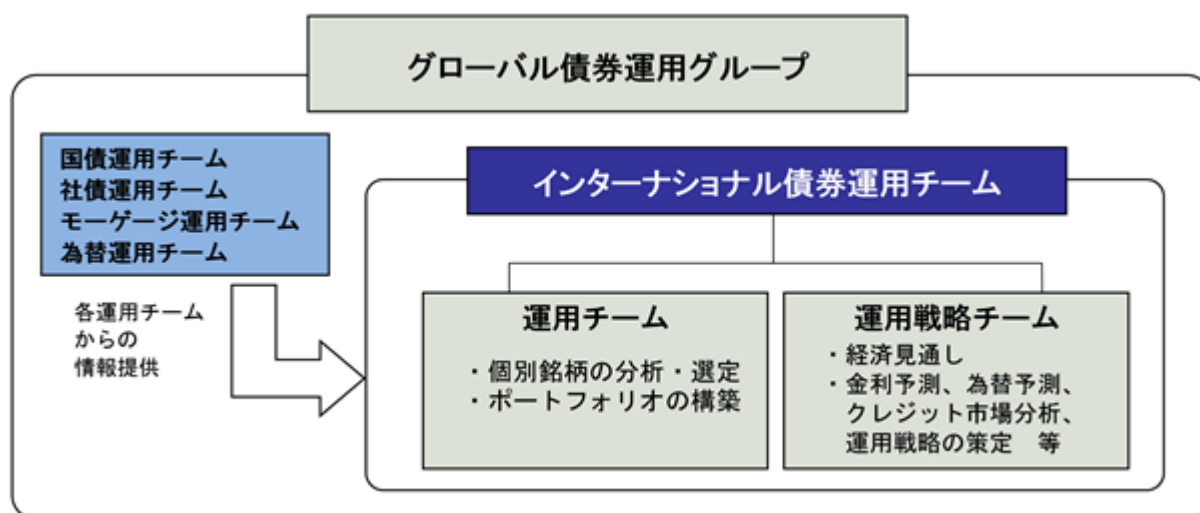 グローバル債券運用グループ
国債運用チーム
社債運用チーム
モーゲージ運用チーム
為替運用チーム
各運用チーム
からの
情報提供
インターナショナル債券運用チーム
運用チーム
・個別銘柄の分析・選定
・ポートフォリオの構築
運用戦略チーム
・経済見通し
・金利予測、為替予測、
クレジット市場分析、
運用戦略の策定　等